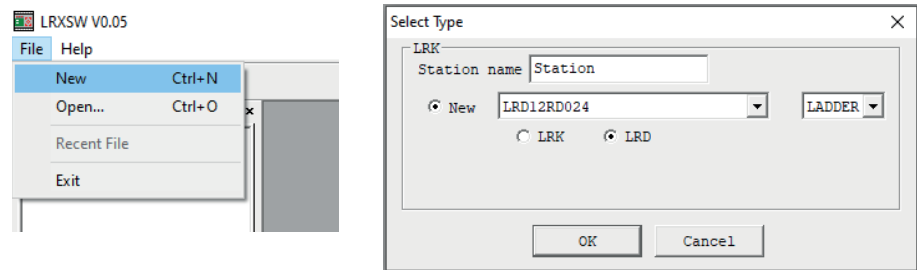 LRXSW V0.05
File Help
New Ctrl+N
Open... Ctrl+O
Recent File
Exit
Select Type
LRK
Station name Station
New LRD12RD024 LADDER
LRK LRD
OK Cancel